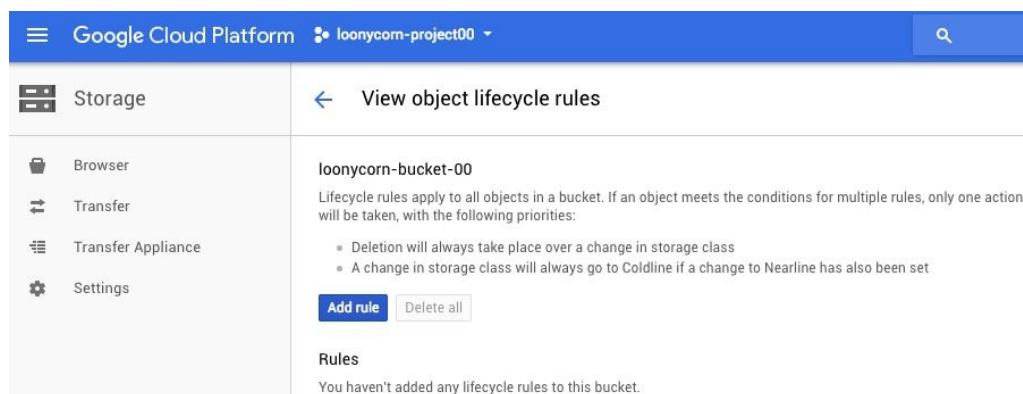 Google Cloud Platform loonycorn-project00
Storage
View object lifecycle rules
Browser
Transfer
Transfer Appliance
Settings
loonycorn-bucket-00
Lifecycle rules apply to all objects in a bucket. If an object meets the conditions for multiple rules, only one action
will be taken, with the following priorities:
Deletion will always take place over a change in storage class
A change in storage class will always go to Coldline if a change to Nearline has also been set
Add rule Delete all
Rules
You haven't added any lifecycle rules to this bucket.